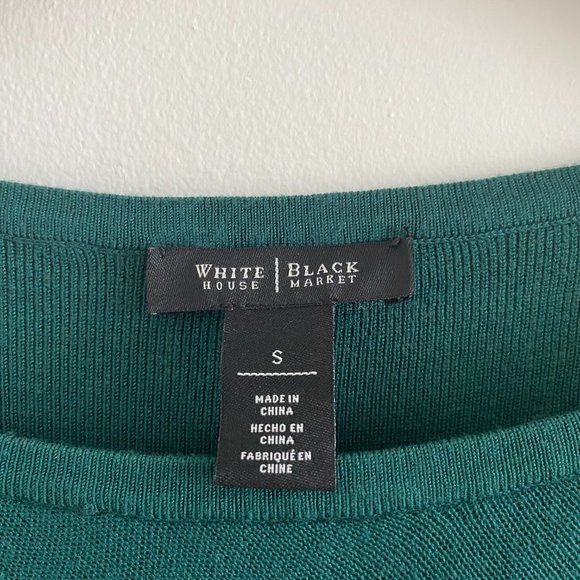 WHITE | BLACK
HOUSE | MARKET
S
MADE IN
CHINA
HECHO EN
CHINA
FABRIQUÉ EN
CHINE